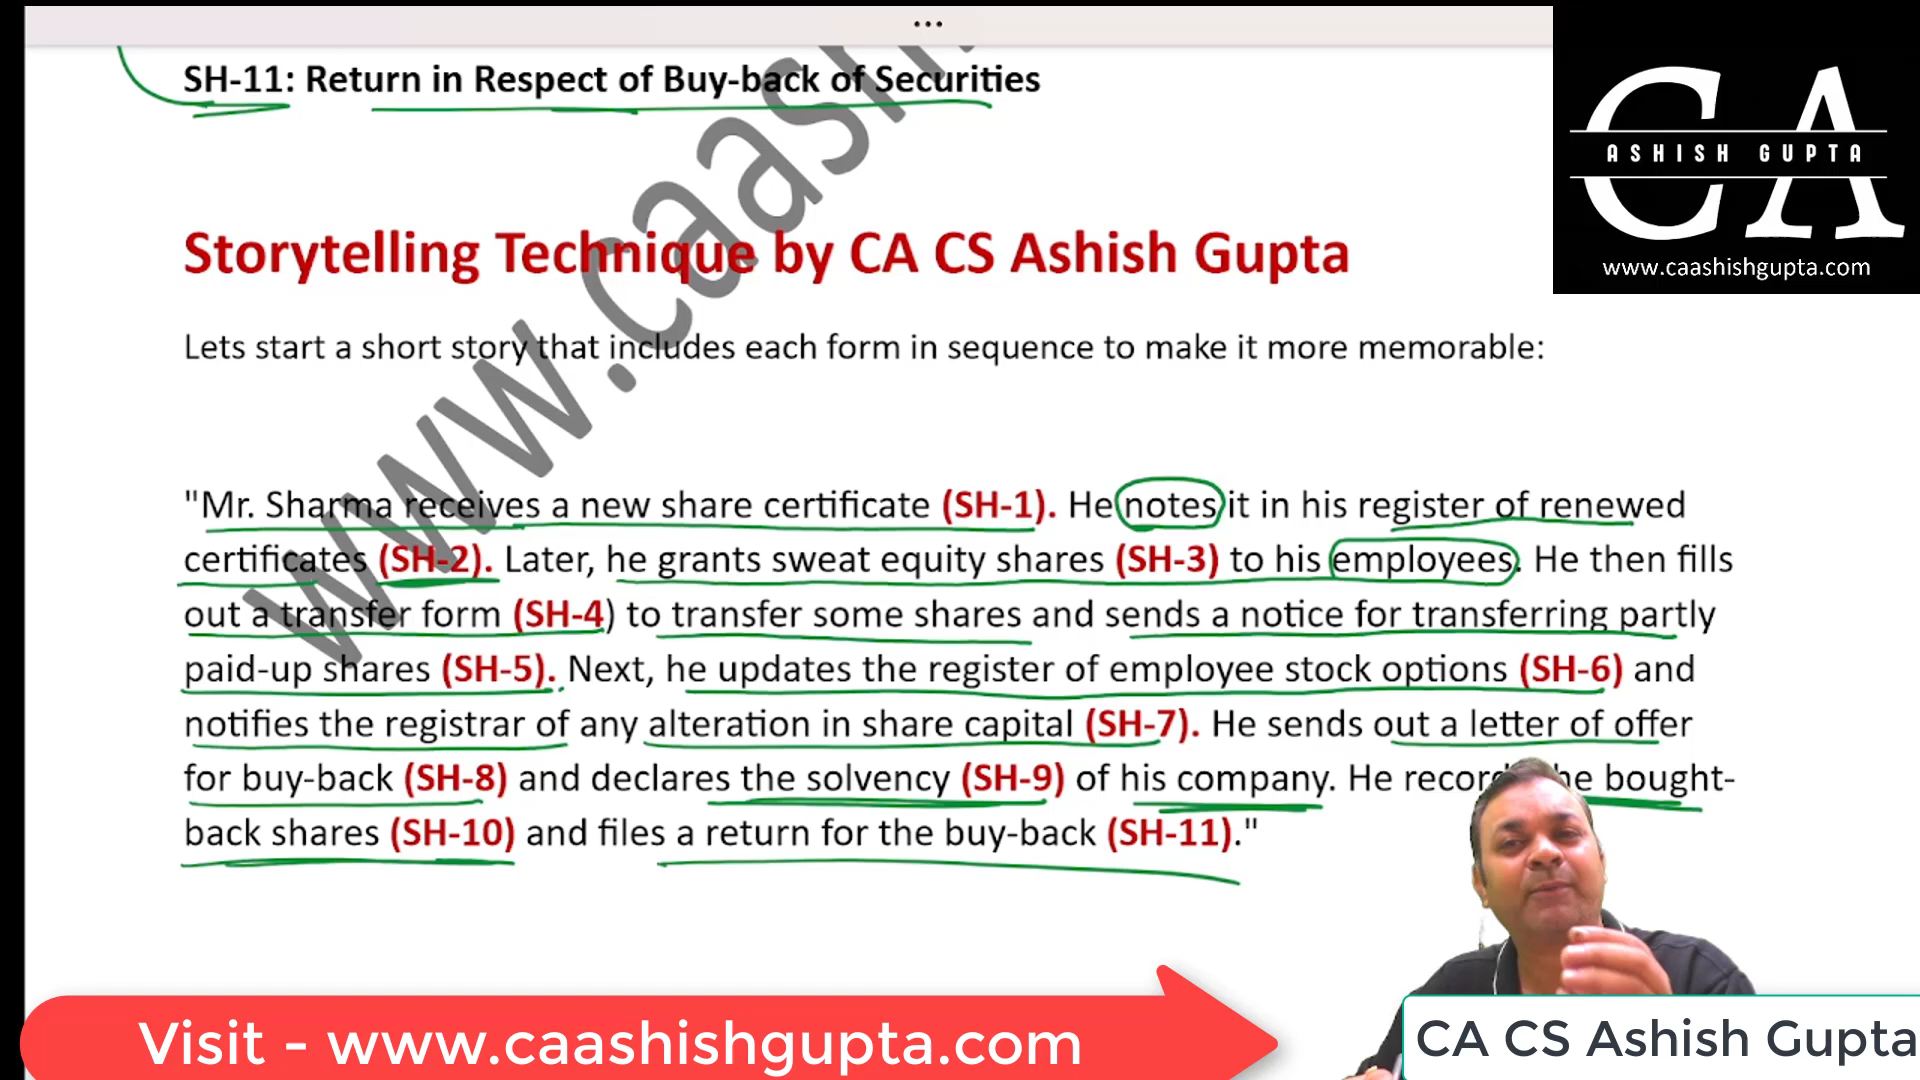 ...
SH-11: Return in Respect of Buy-back of Securities
CA
ASHISH GUPTA
www.caashishgupta.com
www.caash
Storytelling Technique by CA CS Ashish Gupta
Lets start a short story that includes each form in sequence to make it more memorable:
"Mr. Sharma receives a new share certificate (SH-1). He notes it in his register of renewed
certificates (SH-2). Later, he grants sweat equity shares (SH-3) to his employees. He then fills
out a transfer form (SH-4) to transfer some shares and sends a notice for transferring partly
paid-up shares (SH-5). Next, he updates the register of employee stock options (SH-6) and
notifies the registrar of any alteration in share capital (SH-7). He sends out a letter of offer
for buy-back (SH-8) and declares the solvency (SH-9) of his company. He bought-
back shares (SH-10) and files a return for the buy-back (SH-11)."
Visit - www.caashishgupta.com
CA CS Ashish Gupta